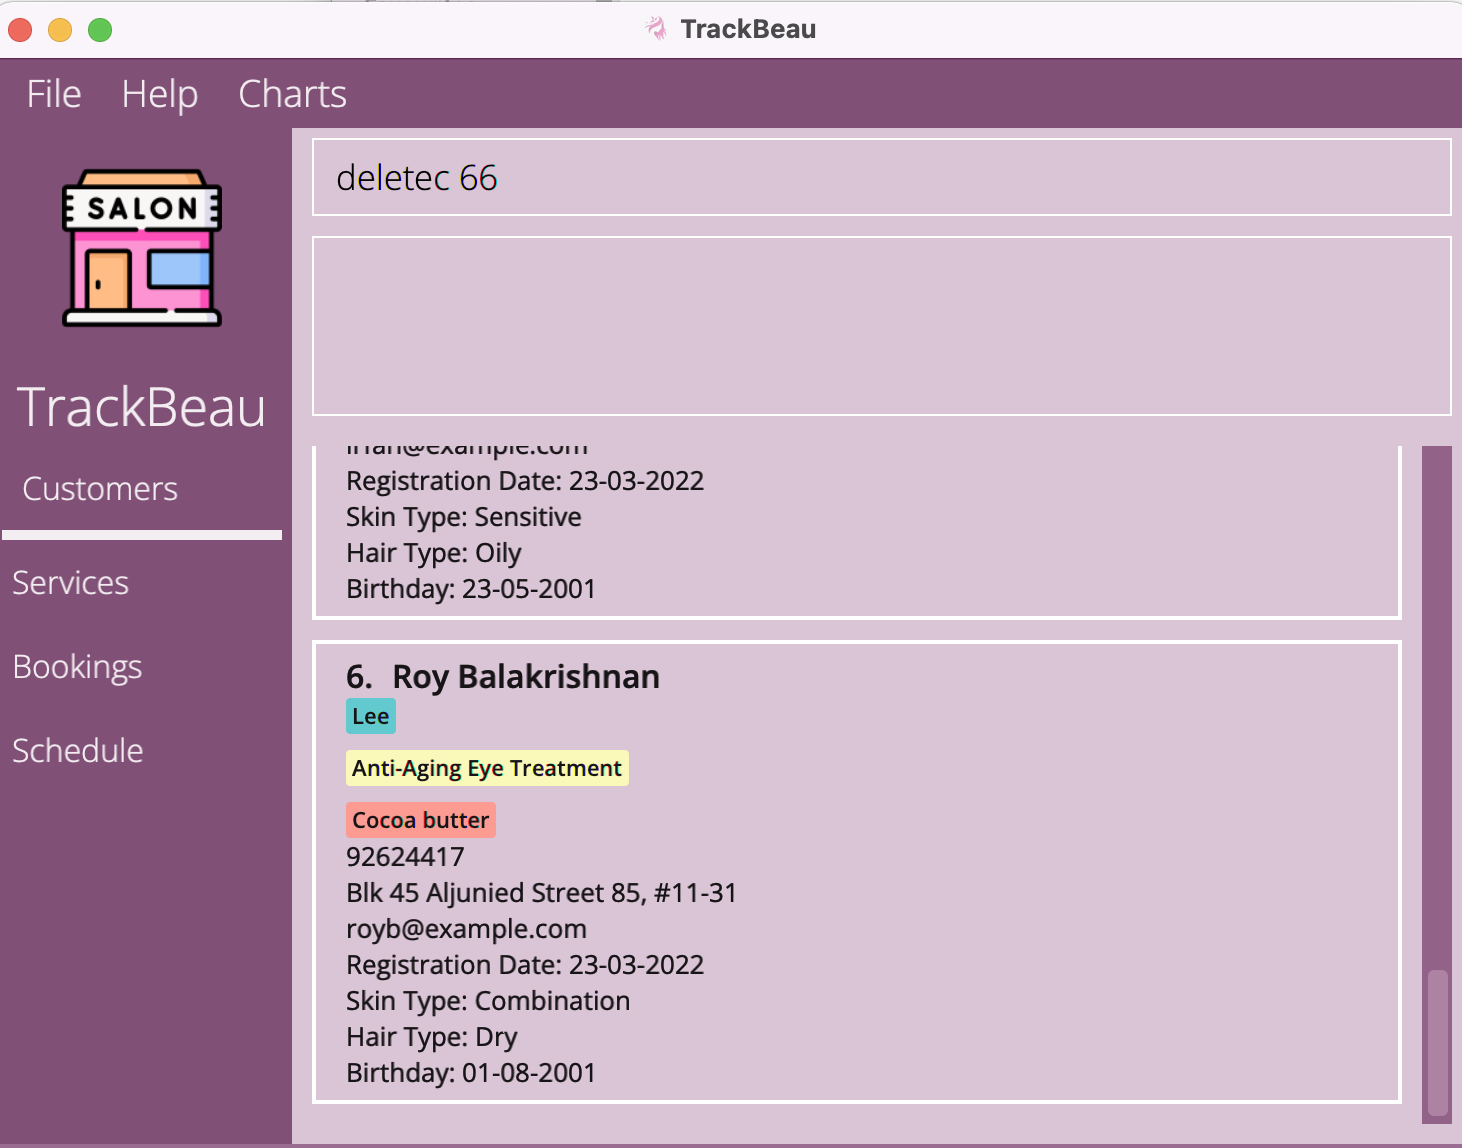 TrackBeau
File Help Charts
SALON
TrackBeau
Customers
Services
Bookings
Schedule
deletec 66
irfan@example.com
Registration Date: 23-03-2022
Skin Type: Sensitive
Hair Type: Oily
Birthday: 23-05-2001
6. Roy Balakrishnan
Lee
Anti-Aging Eye Treatment
Cocoa butter
92624417
Blk 45 Aljunied Street 85, #11-31
royb@example.com
Registration Date: 23-03-2022
Skin Type: Combination
Hair Type: Dry
Birthday: 01-08-2001